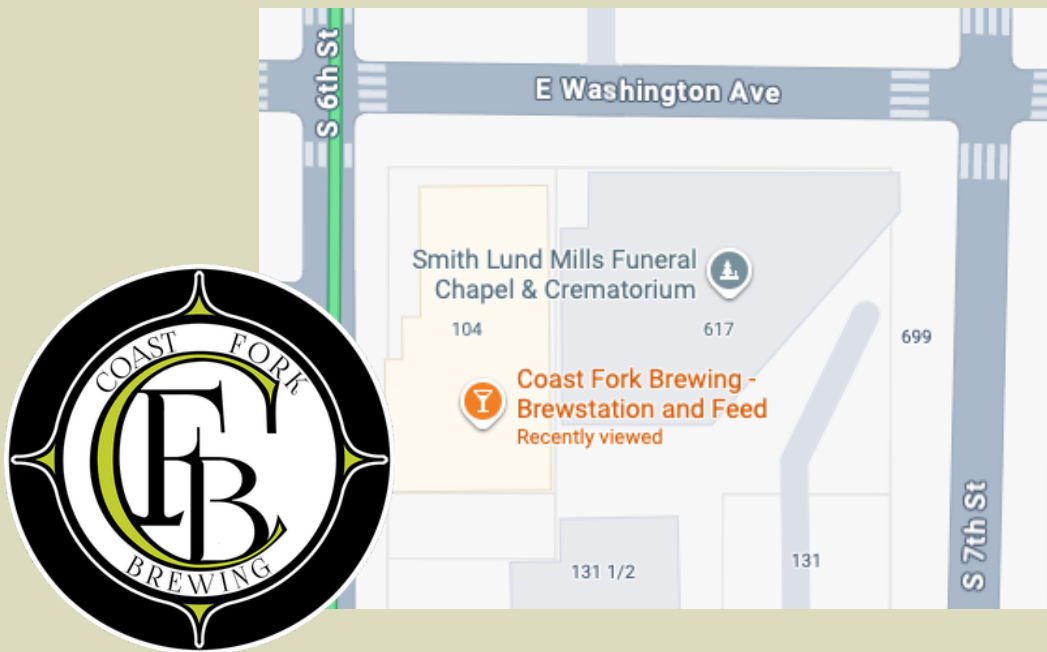 S 6th St
E Washington Ave
Smith Lund Mills Funeral
Chapel & Crematorium
104
617
699
Coast Fork Brewing -
Brewstation and Feed
Recently viewed
131 1/2
131
S 7th St
COAST FORK
CFB
BREWING